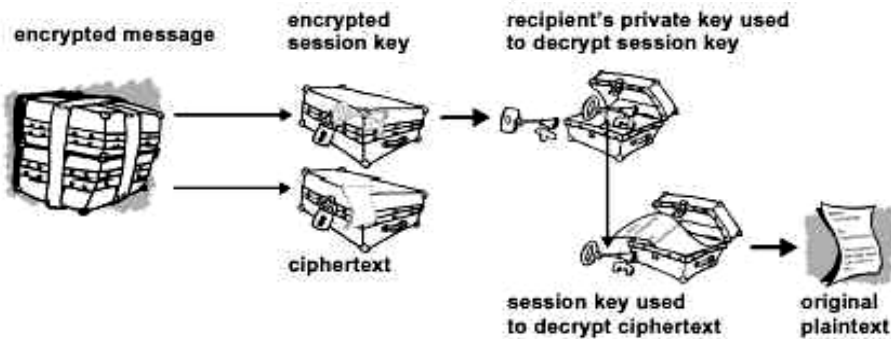 encrypted message
encrypted
session key
recipient's private key used
to decrypt session key
ciphertext
session key used
to decrypt ciphertext
original
plaintext